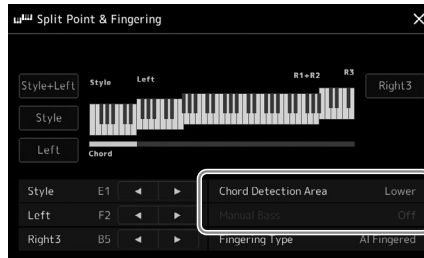 Split Point & Fingering
R3
R1+R2
Style+Left
Style
Left
Right3
Style
Left
Chord
Style E1
Chord Detection Area Lower
Left F2
Manual Bass Off
Right3 B5
Fingering Type AI Fingered